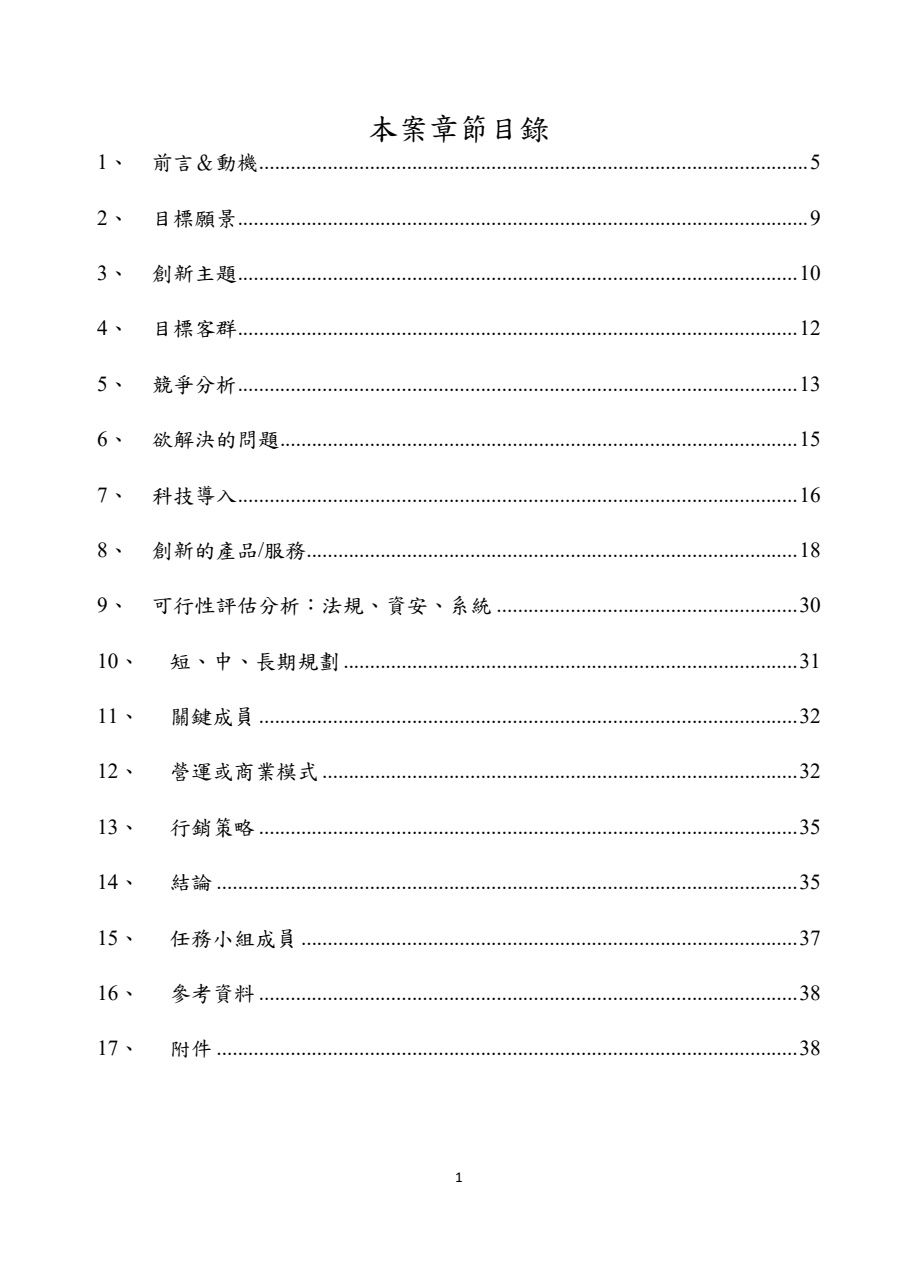 本案章節目錄
1、 前言＆動機........................................................................................................5
2、 目標願景............................................................................................................9
3、 創新主題..........................................................................................................10
4、 目標客群..........................................................................................................12
5、 競爭分析..........................................................................................................13
6、 欲解決的問題..................................................................................................15
7、 科技導入..........................................................................................................16
8、 創新的產品/服務.............................................................................................18
9、 可行性評估分析：法規、資安、系統 .........................................................30
10、 短、中、長期規劃 ......................................................................................31
11、 關鍵成員 ......................................................................................................32
12、 營運或商業模式 ..........................................................................................32
13、 行銷策略 ......................................................................................................35
14、 結論 ..............................................................................................................35
15、 任務小組成員 ..............................................................................................37
16、 參考資料 ......................................................................................................38
17、 附件 ..............................................................................................................38
1